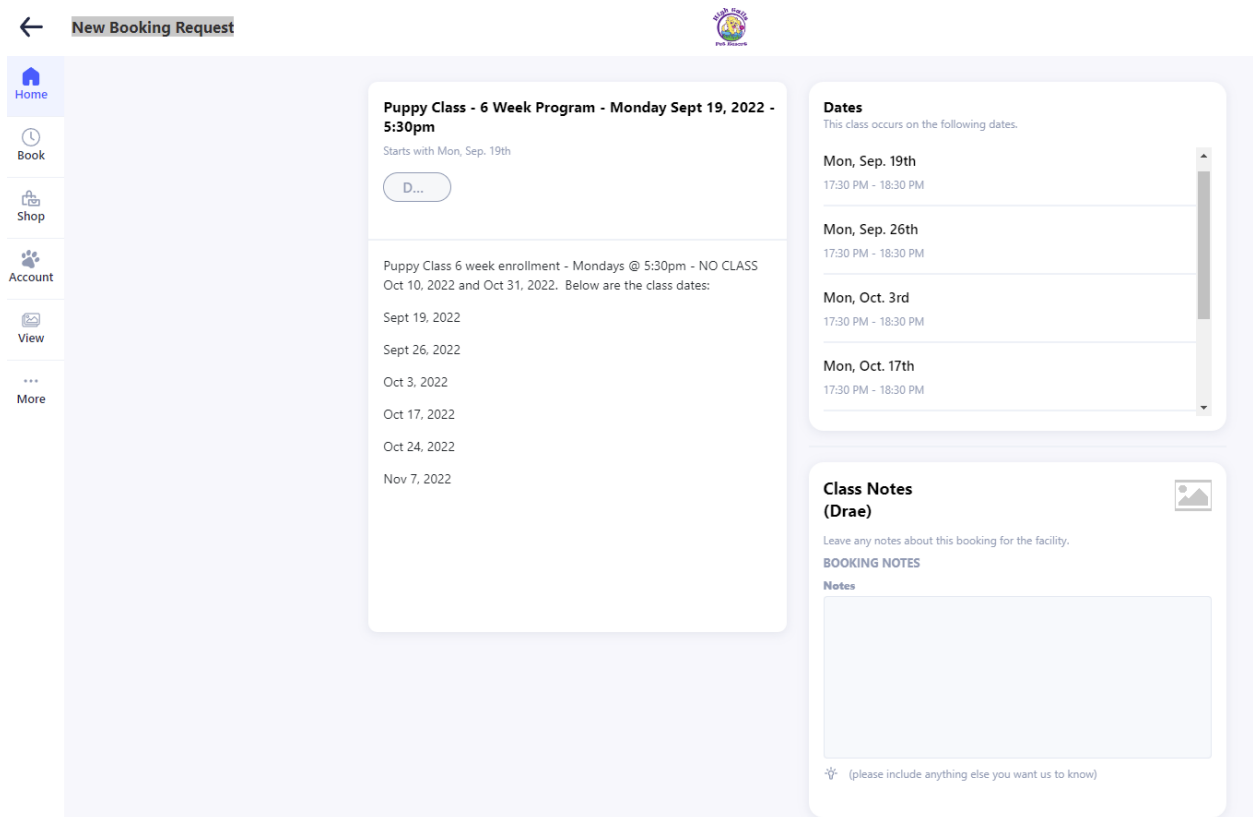 New Booking Request
High Tails
Pet Resort
Home
Book
Shop
Account
View
More
Puppy Class - 6 Week Program - Monday Sept 19, 2022 -
5:30pm
Starts with Mon, Sep. 19th
D...
Puppy Class 6 week enrollment - Mondays @ 5:30pm - NO CLASS
Oct 10, 2022 and Oct 31, 2022.  Below are the class dates:
Sept 19, 2022
Sept 26, 2022
Oct 3, 2022
Oct 17, 2022
Oct 24, 2022
Nov 7, 2022
Dates
This class occurs on the following dates.
Mon, Sep. 19th
17:30 PM - 18:30 PM
Mon, Sep. 26th
17:30 PM - 18:30 PM
Mon, Oct. 3rd
17:30 PM - 18:30 PM
Mon, Oct. 17th
17:30 PM - 18:30 PM
Class Notes
(Drae)
Leave any notes about this booking for the facility.
BOOKING NOTES
Notes
(please include anything else you want us to know)